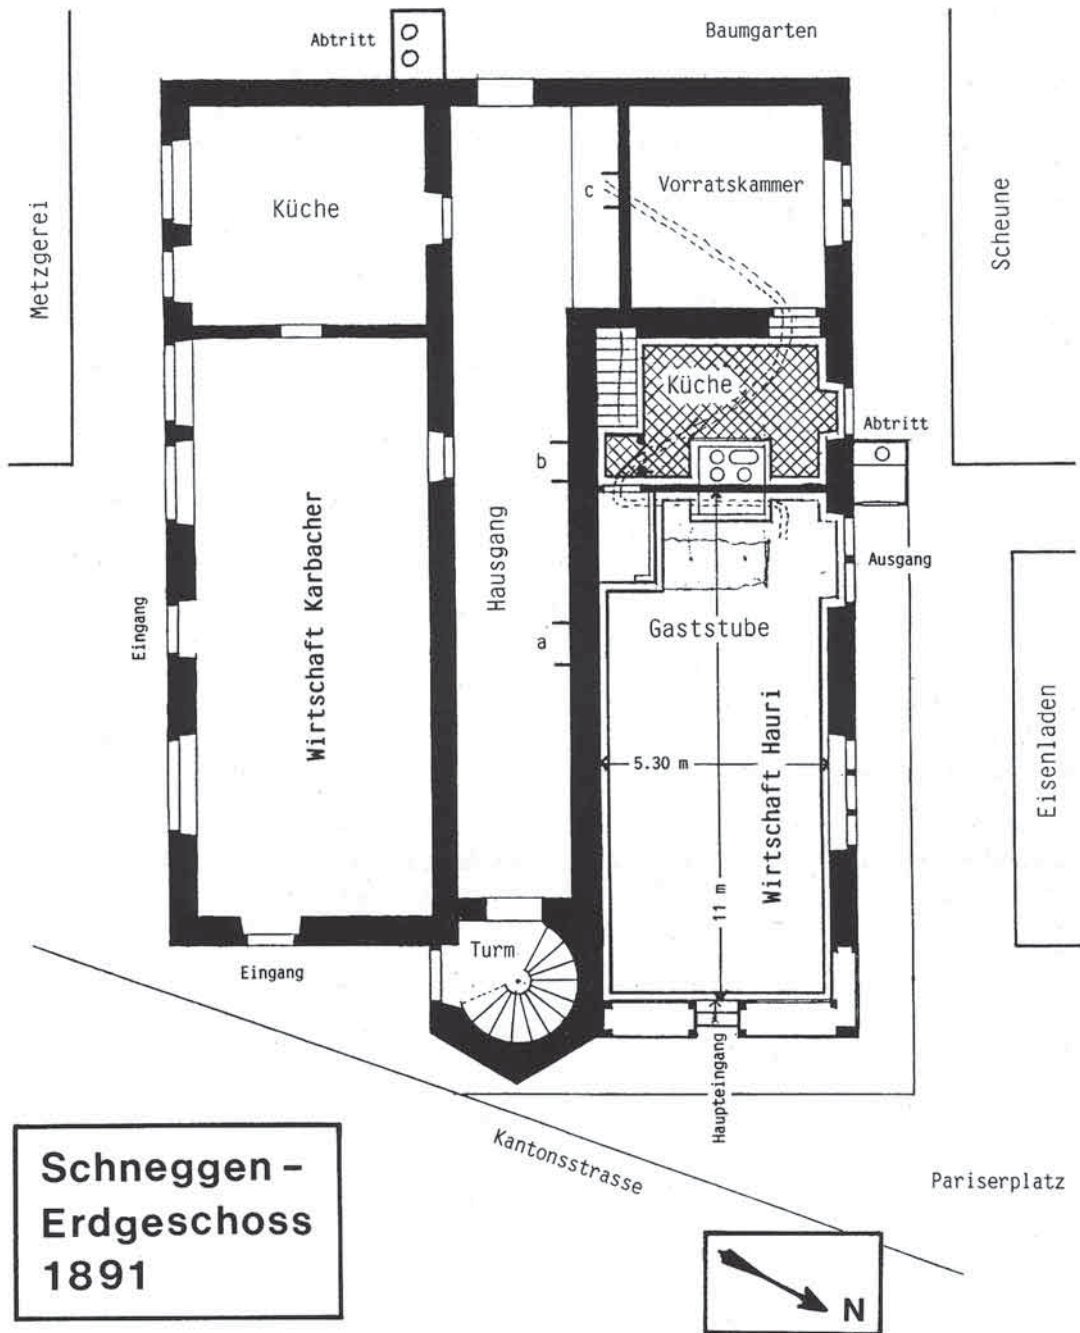 Abtritt
Baumgarten
Metzgerei
Küche
c
Vorratskammer
Scheune
Küche
Abtritt
b
Hausgang
Ausgang
Eingang
Wirtschaft Karbacher
a
Gaststube
Wirtschaft Hauri
5.30 m
Eisenladen
11 m
Turm
Eingang
Haupteingang
Kantonsstrasse
Pariserplatz
Schneggen -
Erdgeschoss
1891
N